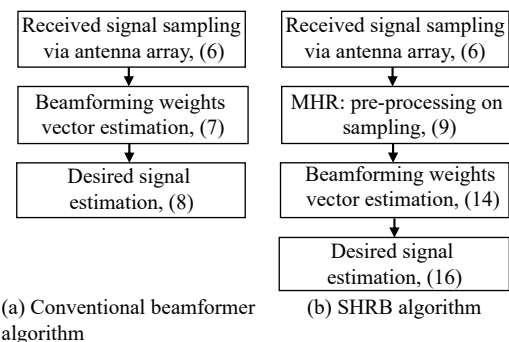 Received signal sampling
via antenna array, (6)
Beamforming weights
vector estimation, (7)
Desired signal
estimation, (8)
(a) Conventional beamformer
algorithm
Received signal sampling
via antenna array, (6)
MHR: pre-processing on
sampling, (9)
Beamforming weights
vector estimation, (14)
Desired signal
estimation, (16)
(b) SHRB algorithm